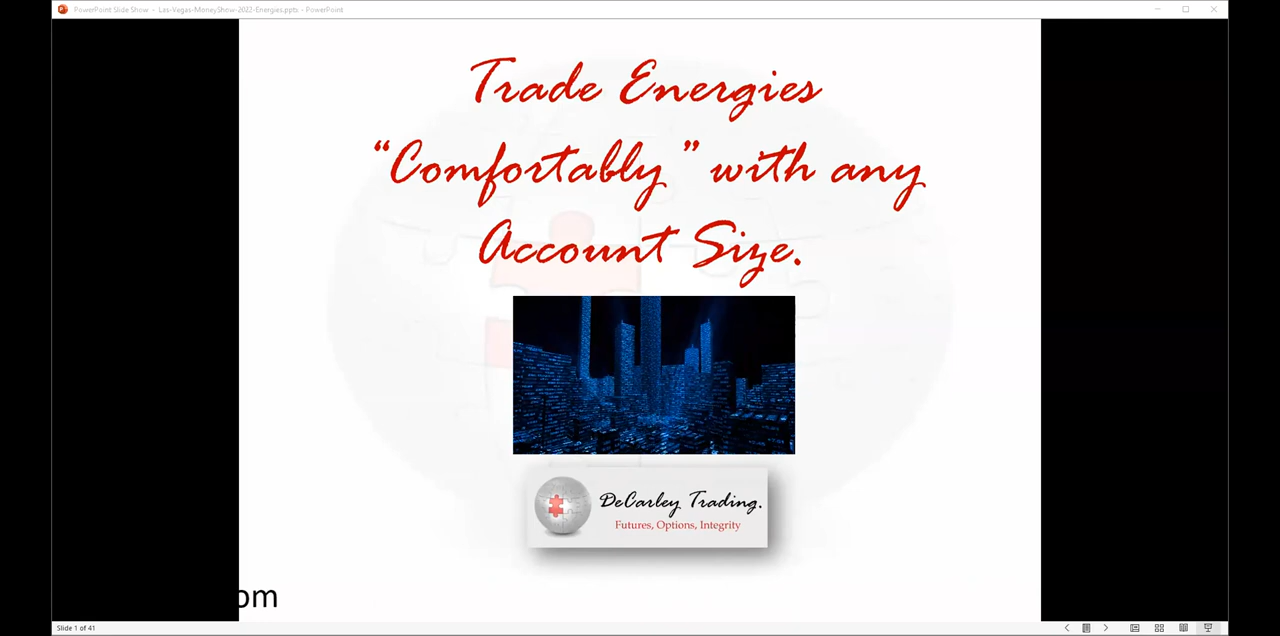 PowerPoint Slide Show - Las-Vegas-MoneyShow-2023-Energies.pptx - PowerPoint
Trade Energies
“Comfortably” with any
Account Size.
DeCarley Trading.
Futures, Options, Integrity
om
Slide 1 of 41